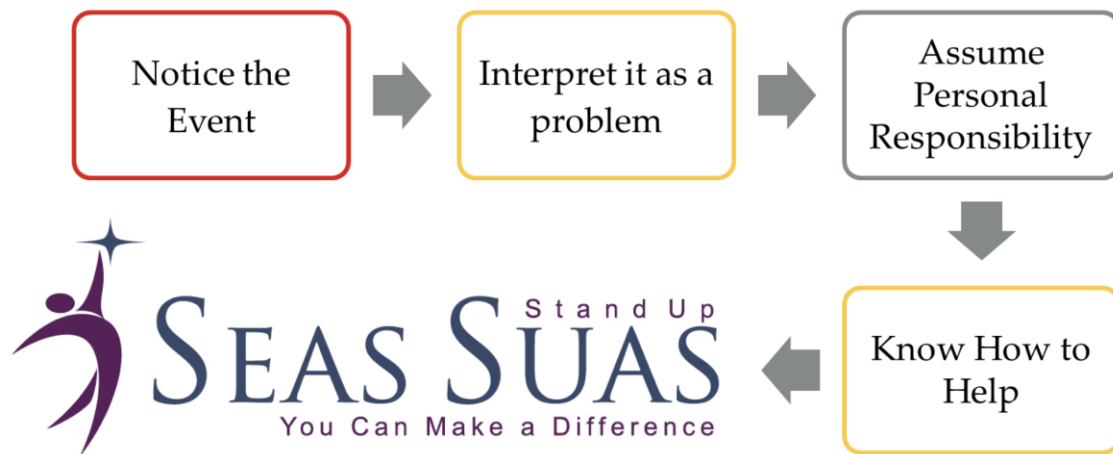 Notice the
Event
Interpret it as a
problem
Assume
Personal
Responsibility
Know How to
Help
Stand Up
SEAS SUAS
You Can Make a Difference